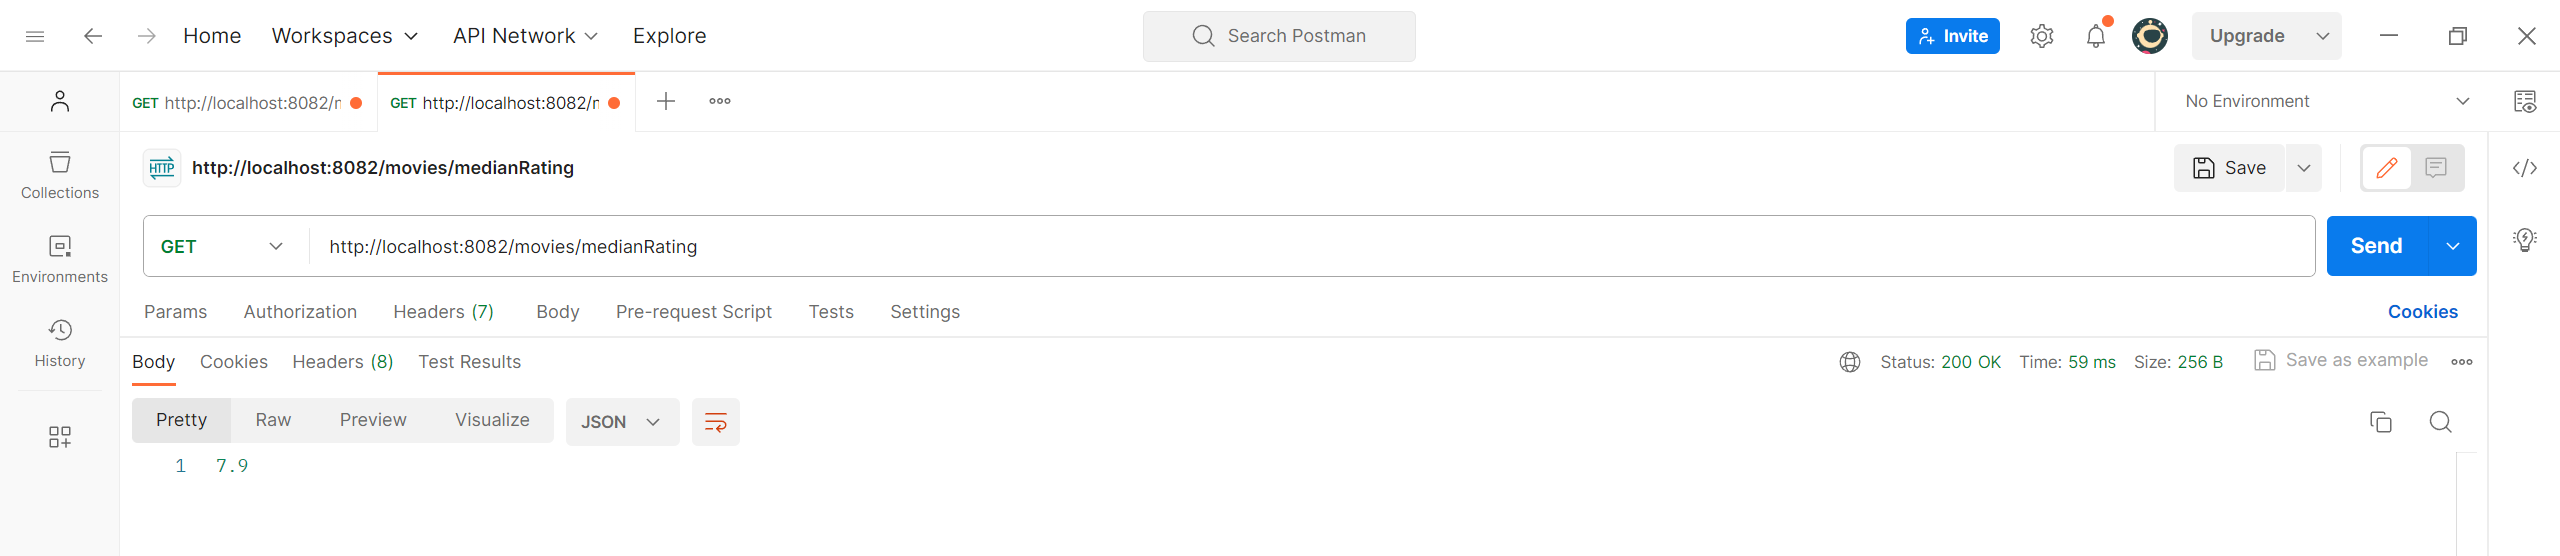 Home Workspaces API Network Explore Search Postman Invite Upgrade
GET http://localhost:8082/n GET http://localhost:8082/n No Environment
HTTP http://localhost:8082/movies/medianRating Save
Collections
GET http://localhost:8082/movies/medianRating Send
Environments
Params Authorization Headers (7) Body Pre-request Script Tests Settings Cookies
History
Body Cookies Headers (8) Test Results Status: 200 OK Time: 59 ms Size: 256 B Save as example
Pretty Raw Preview Visualize JSON
1 7.9